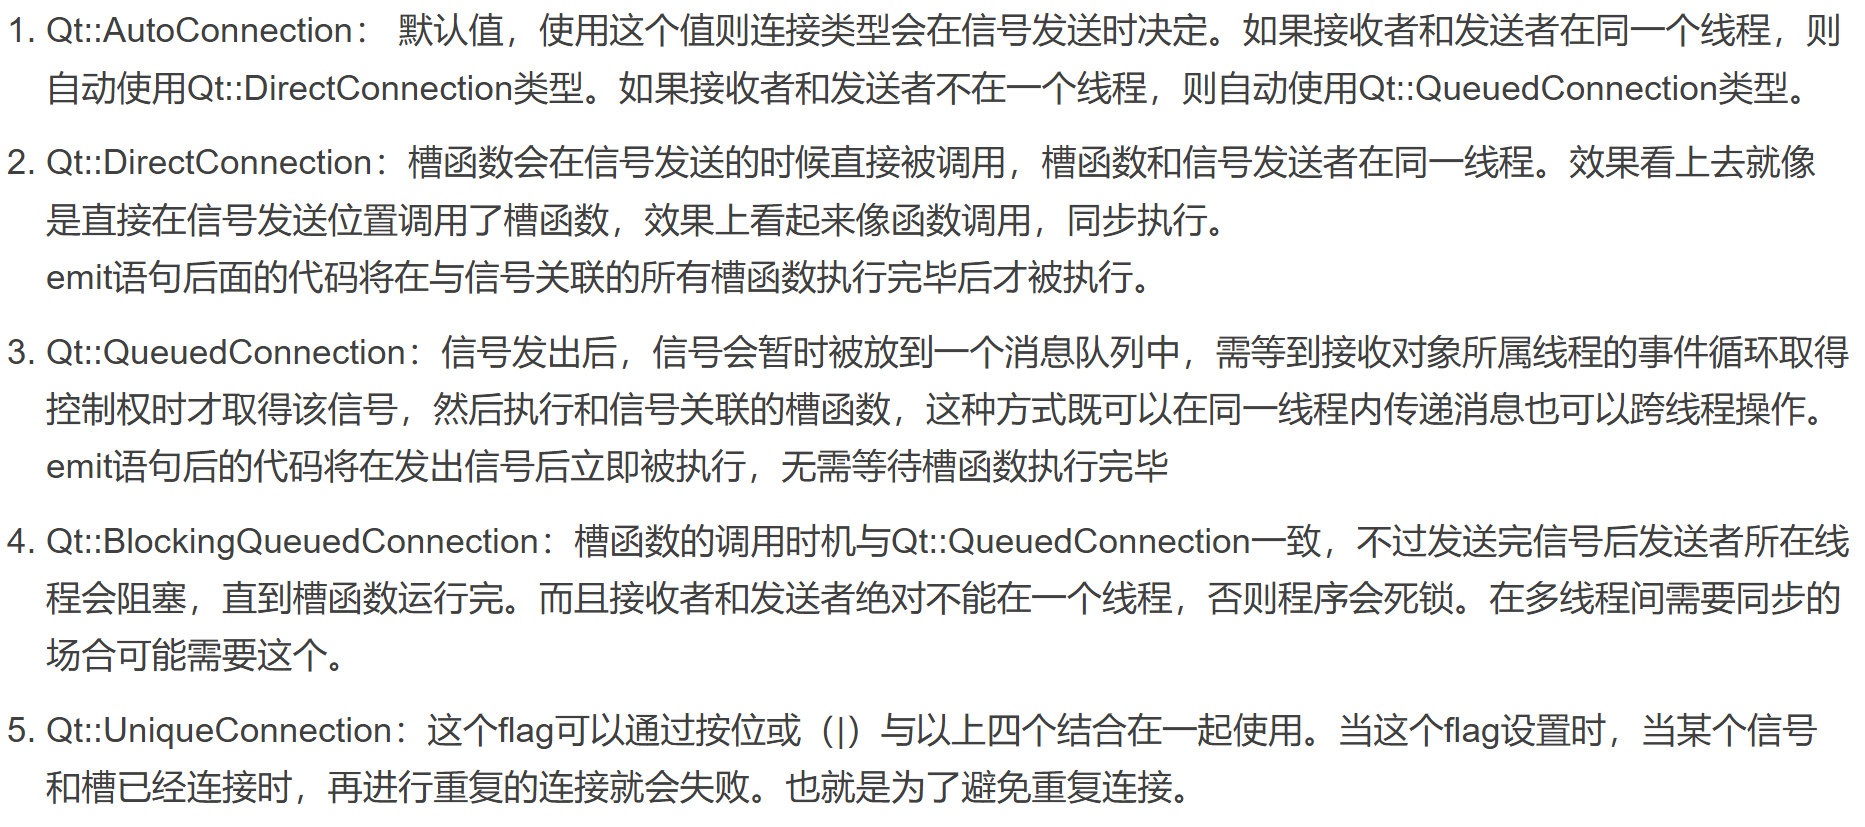 1. Qt::AutoConnection： 默认值，使用这个值则连接类型会在信号发送时决定。如果接收者和发送者在同一个线程，则
自动使用Qt::DirectConnection类型。如果接收者和发送者不在一个线程，则自动使用Qt::QueuedConnection类型。
2. Qt::DirectConnection：槽函数会在信号发送的时候直接被调用，槽函数和信号发送者在同一线程。效果看上去就像
是直接在信号发送位置调用了槽函数，效果上看起来像函数调用，同步执行。
emit语句后面的代码将在与信号关联的所有槽函数执行完毕后才被执行。
3. Qt::QueuedConnection：信号发出后，信号会暂时被放到一个消息队列中，需等到接收对象所属线程的事件循环取得
控制权时才取得该信号，然后执行和信号关联的槽函数，这种方式既可以在同一线程内传递消息也可以跨线程操作。
emit语句后的代码将在发出信号后立即被执行，无需等待槽函数执行完毕
4. Qt::BlockingQueuedConnection：槽函数的调用时机与Qt::QueuedConnection一致，不过发送完信号后发送者所在线
程会阻塞，直到槽函数运行完。而且接收者和发送者绝对不能在一个线程，否则程序会死锁。在多线程间需要同步的
场合可能需要这个。
5. Qt::UniqueConnection：这个flag可以通过按位或（|）与以上四个结合在一起使用。当这个flag设置时，当某个信号
和槽已经连接时，再进行重复的连接就会失败。也就是为了避免重复连接。